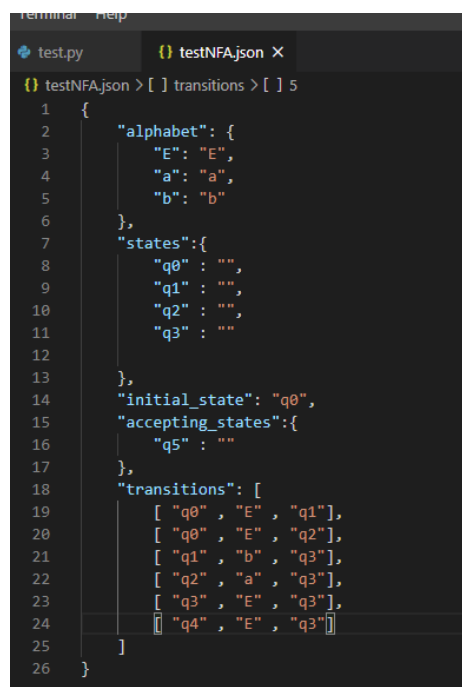 Terminal Help
test.py {} testNFA.json ×
{} testNFA.json > [ ] transitions > [ ] 5
1 {
2 "alphabet": {
3 "E": "E",
4 "a": "a",
5 "b": "b"
6 },
7 "states":{
8 "q0" : "",
9 "q1" : "",
10 "q2" : "",
11 "q3" : ""
12
13 },
14 "initial_state": "q0",
15 "accepting_states":{
16 "q5" : ""
17 },
18 "transitions": [
19 [ "q0" , "E" , "q1"],
20 [ "q0" , "E" , "q2"],
21 [ "q1" , "b" , "q3"],
22 [ "q2" , "a" , "q3"],
23 [ "q3" , "E" , "q3"],
24 [ "q4" , "E" , "q3"]
25 ]
26 }